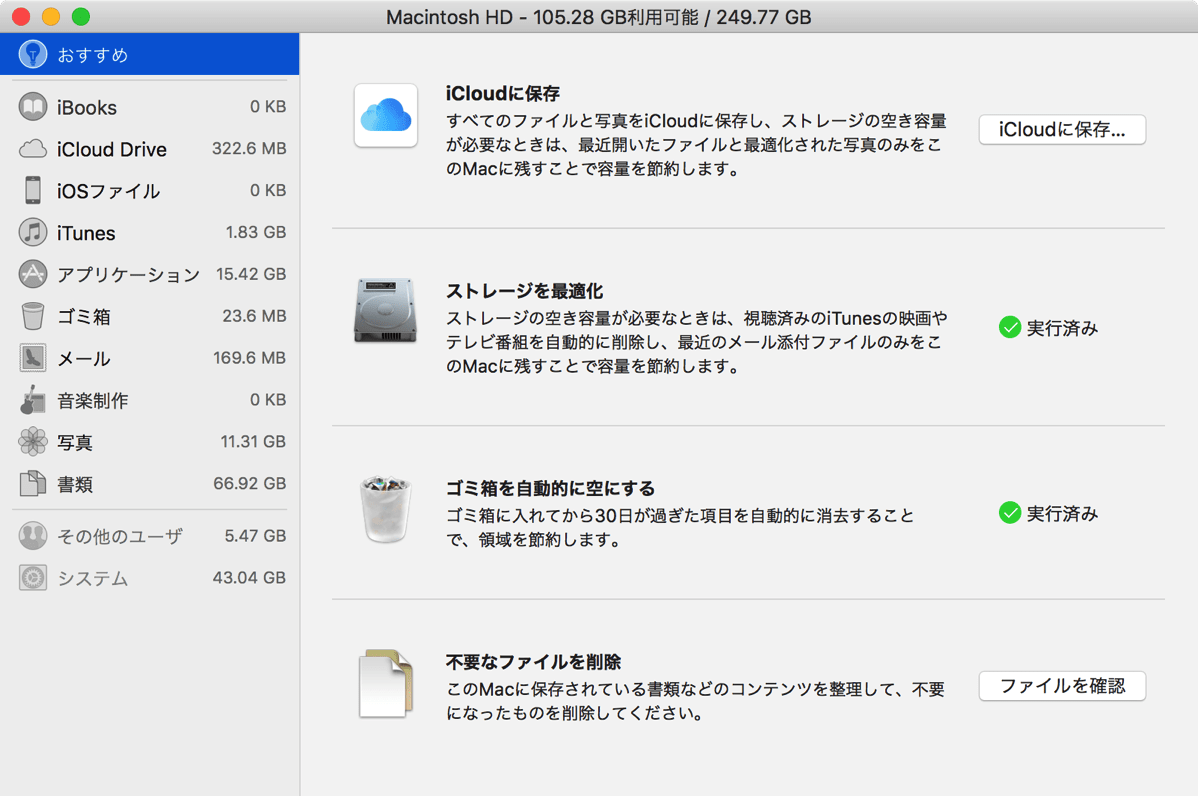 Macintosh HD - 105.28 GB利用可能 / 249.77 GB
おすすめ
iBooks 0 KB
iCloud Drive 322.6 MB
iOSファイル 0 KB
iTunes 1.83 GB
アプリケーション 15.42 GB
ゴミ箱 23.6 MB
メール 169.6 MB
音楽制作 0 KB
写真 11.31 GB
書類 66.92 GB
その他のユーザ 5.47 GB
システム 43.04 GB
iCloudに保存
すべてのファイルと写真をiCloudに保存し、ストレージの空き容量
が必要なときは、最近開いたファイルと最適化された写真のみをこ
のMacに残すことで容量を節約します。
iCloudに保存...
ストレージを最適化
ストレージの空き容量が必要なときは、視聴済みのiTunesの映画や
テレビ番組を自動的に削除し、最近のメール添付ファイルのみをこ
のMacに残すことで容量を節約します。
実行済み
ゴミ箱を自動的に空にする
ゴミ箱に入れてから30日が過ぎた項目を自動的に消去すること
で、領域を節約します。
実行済み
不要なファイルを削除
このMacに保存されている書類などのコンテンツを整理して、不要
になったものを削除してください。
ファイルを確認